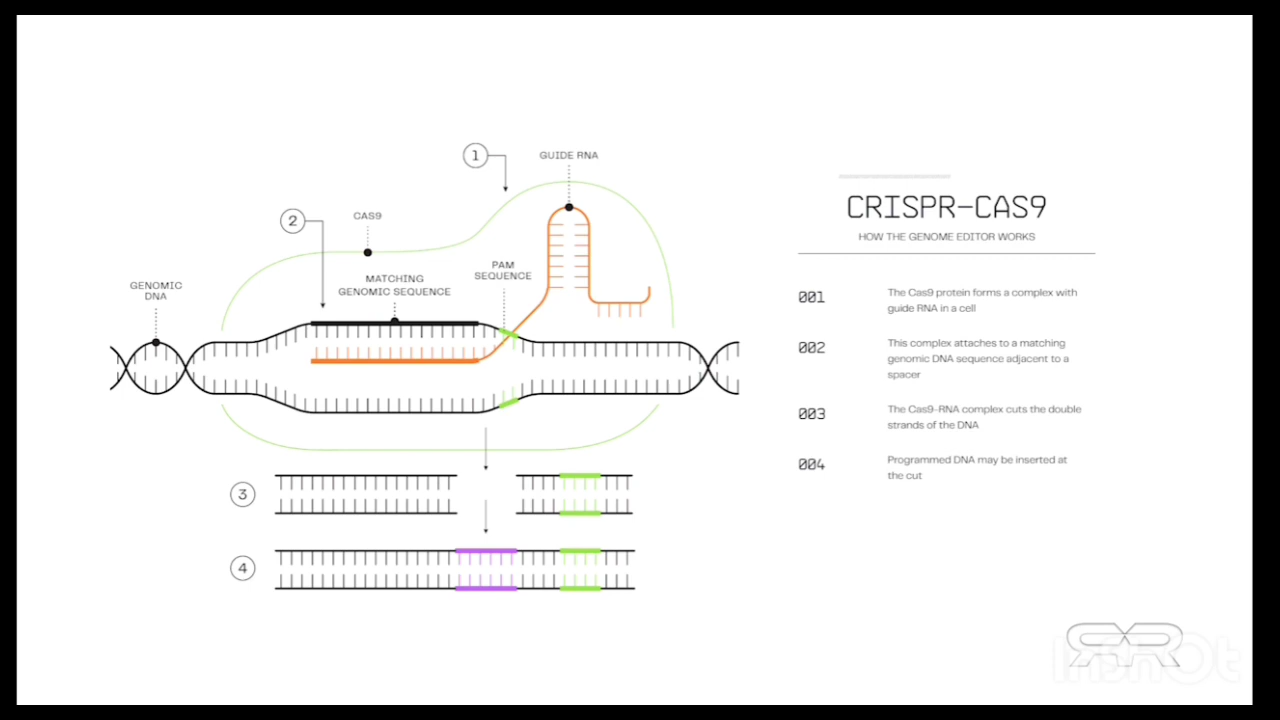 1
GUIDE RNA
2
CAS9
PAM
SEQUENCE
MATCHING
GENOMIC SEQUENCE
GENOMIC
DNA
3
4
CRISPR-CAS9
HOW THE GENOME EDITOR WORKS
001
The Cas9 protein forms a complex with
guide RNA in a cell
002
This complex attaches to a matching
genomic DNA sequence adjacent to a
spacer
003
The Cas9-RNA complex cuts the double
strands of the DNA
004
Programmed DNA may be inserted at
the cut
RR
InShOt